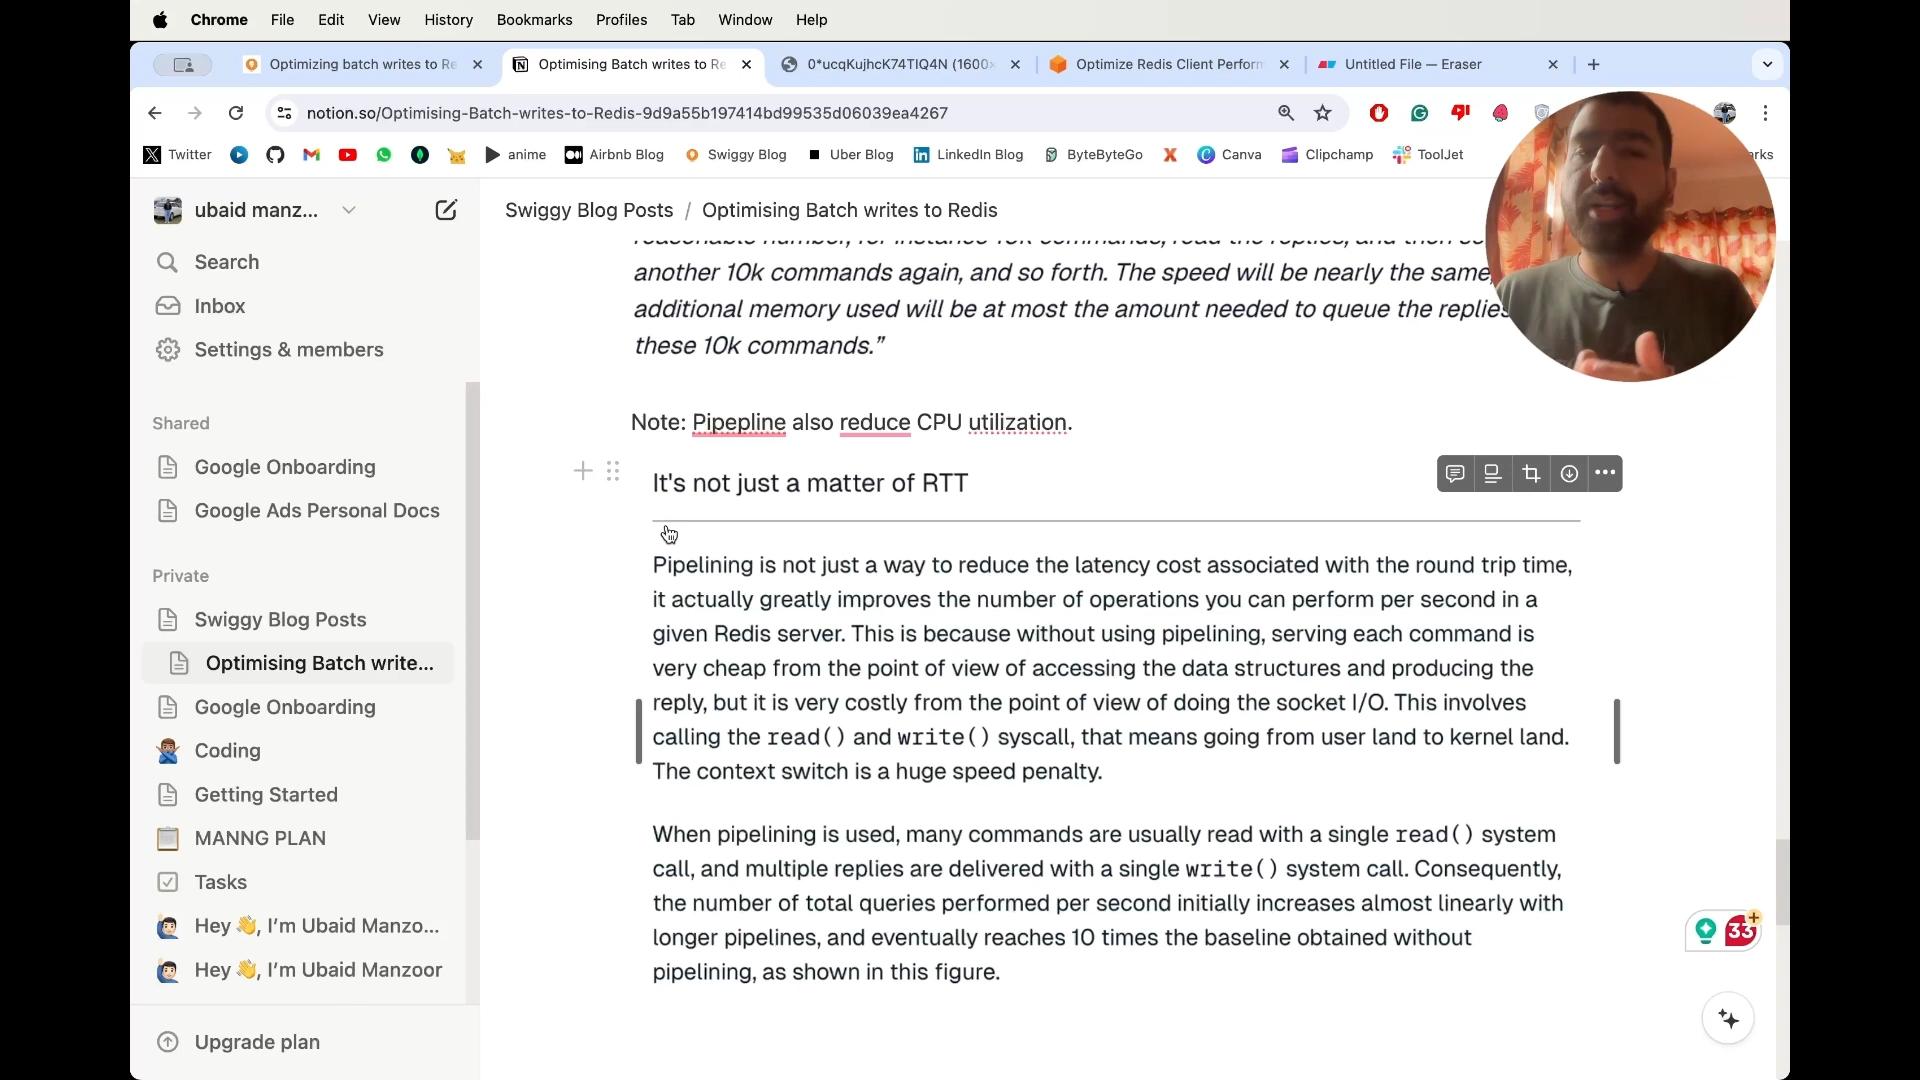 Chrome File Edit View History Bookmarks Profiles Tab Window Help
Optimizing batch writes to Re
Optimising Batch writes to Re
0*ucqKujhcK74TIQ4N (1600×
Optimize Redis Client Perform
Untitled File — Eraser
notion.so/Optimising-Batch-writes-to-Redis-9d9a55b197414bd99535d06039ea4267
Twitter anime Airbnb Blog Swiggy Blog Uber Blog LinkedIn Blog ByteByteGo Canva Clipchamp ToolJet
ubaid manz...
Search
Inbox
Settings & members
Shared
Google Onboarding
Google Ads Personal Docs
Private
Swiggy Blog Posts
Optimising Batch write...
Google Onboarding
Coding
Getting Started
MANNG PLAN
Tasks
Hey 👋, I'm Ubaid Manzo...
Hey 👋, I'm Ubaid Manzoor
Upgrade plan
Swiggy Blog Posts / Optimising Batch writes to Redis
reasonable number, for instance 10k commands, read the replies, and then
another 10k commands again, and so forth. The speed will be nearly the same,
additional memory used will be at most the amount needed to queue the replies
these 10k commands.”
Note: Pipepline also reduce CPU utilization.
It's not just a matter of RTT
Pipelining is not just a way to reduce the latency cost associated with the round trip time,
it actually greatly improves the number of operations you can perform per second in a
given Redis server. This is because without using pipelining, serving each command is
very cheap from the point of view of accessing the data structures and producing the
reply, but it is very costly from the point of view of doing the socket I/O. This involves
calling the read() and write() syscall, that means going from user land to kernel land.
The context switch is a huge speed penalty.
When pipelining is used, many commands are usually read with a single read() system
call, and multiple replies are delivered with a single write() system call. Consequently,
the number of total queries performed per second initially increases almost linearly with
longer pipelines, and eventually reaches 10 times the baseline obtained without
pipelining, as shown in this figure.
33